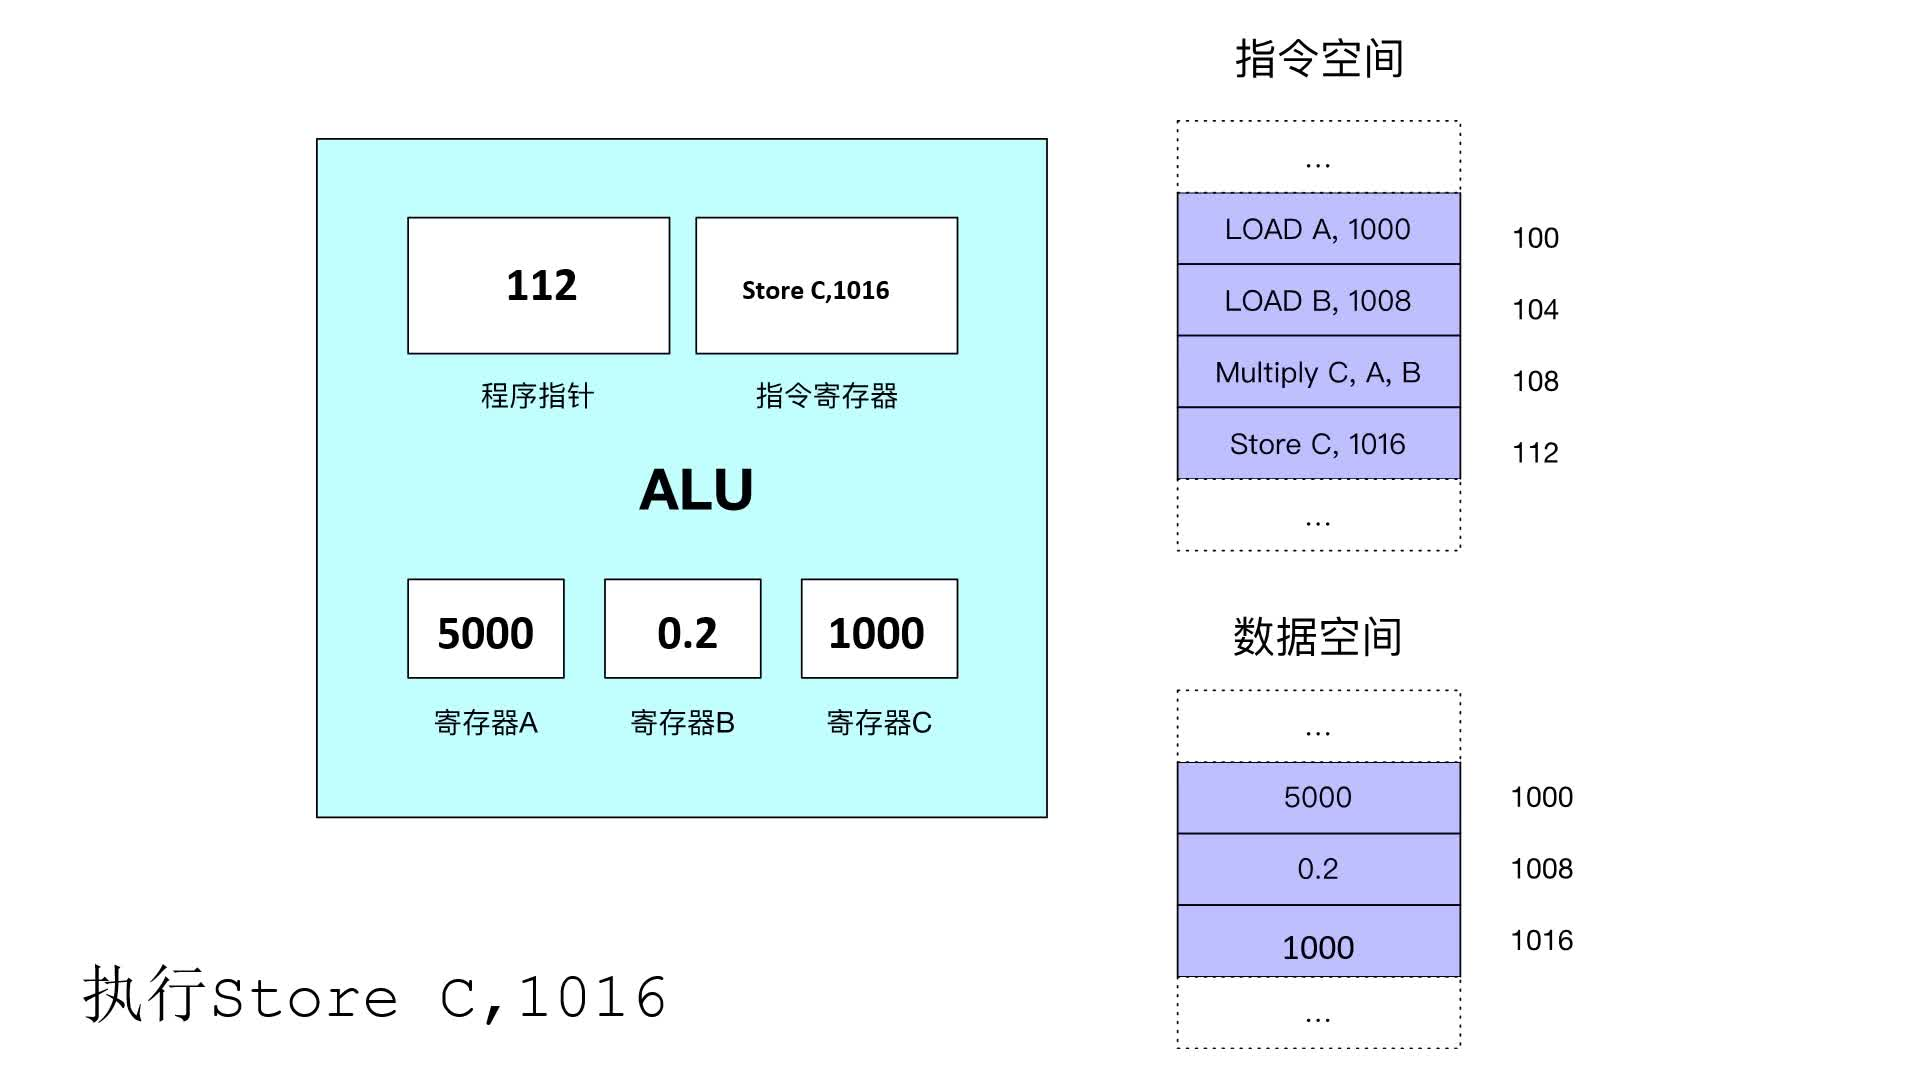 指令空间
...
LOAD A, 1000
100
LOAD B, 1008
104
Multiply C, A, B
108
Store C, 1016
112
...
112
Store C,1016
程序指针
指令寄存器
ALU
5000
0.2
1000
寄存器A
寄存器B
寄存器C
数据空间
...
5000
1000
0.2
1008
1000
1016
...
执行Store C,1016